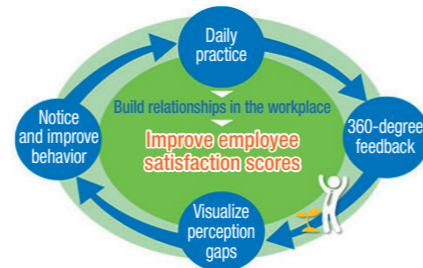 Daily
practice
Build relationships in the workplace
Improve employee
satisfaction scores
Notice
and improve
behavior
360-degree
feedback
Visualize
perception
gaps